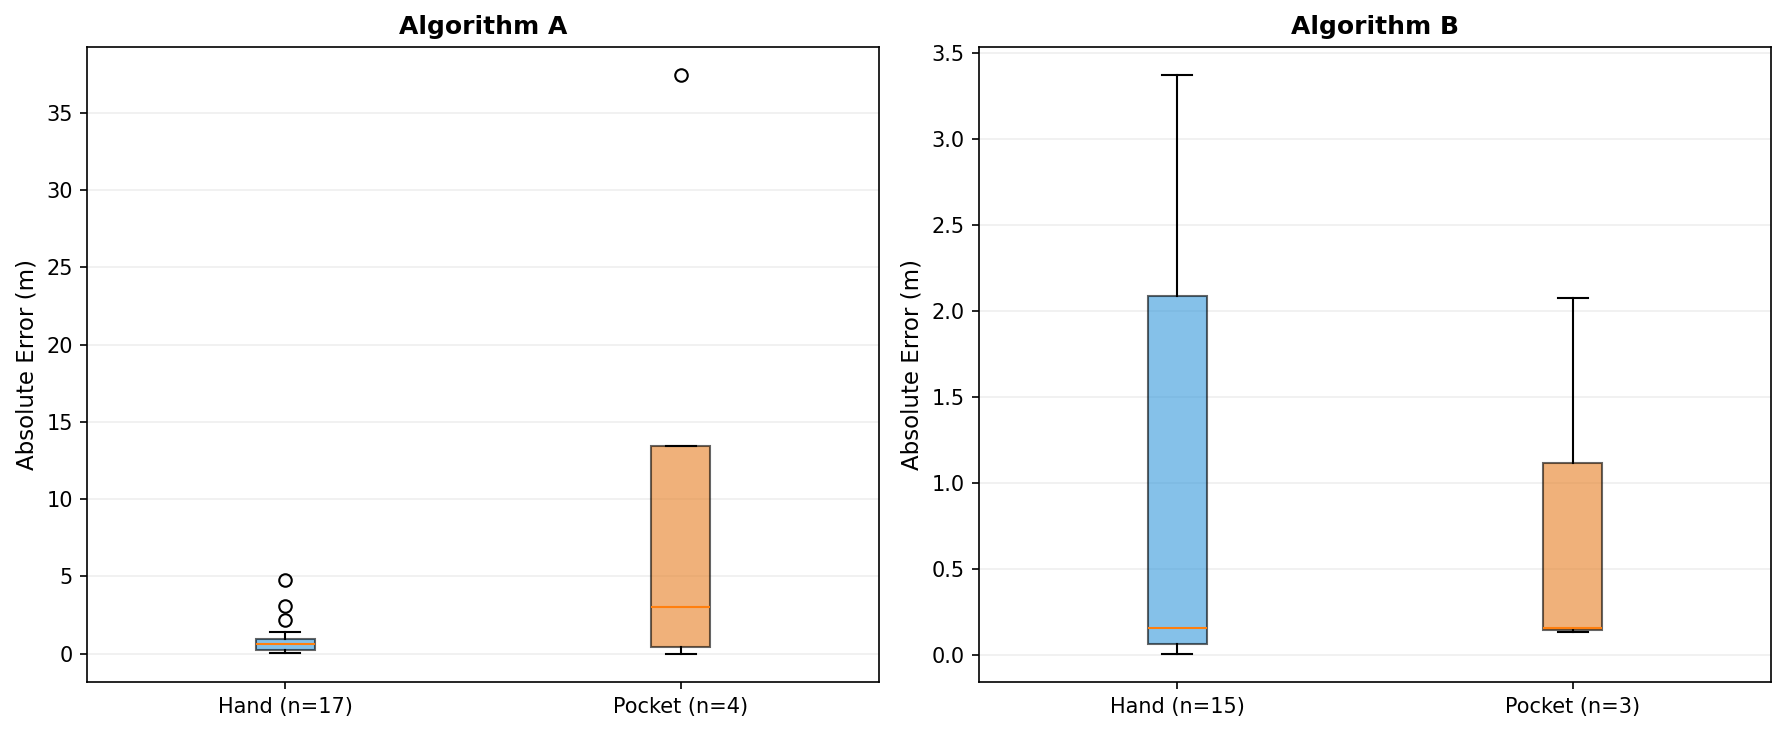 Algorithm A
Absolute Error (m)
35
30
25
20
15
10
5
0
Hand (n=17)
Pocket (n=4)
Algorithm B
Absolute Error (m)
3.5
3.0
2.5
2.0
1.5
1.0
0.5
0.0
Hand (n=15)
Pocket (n=3)